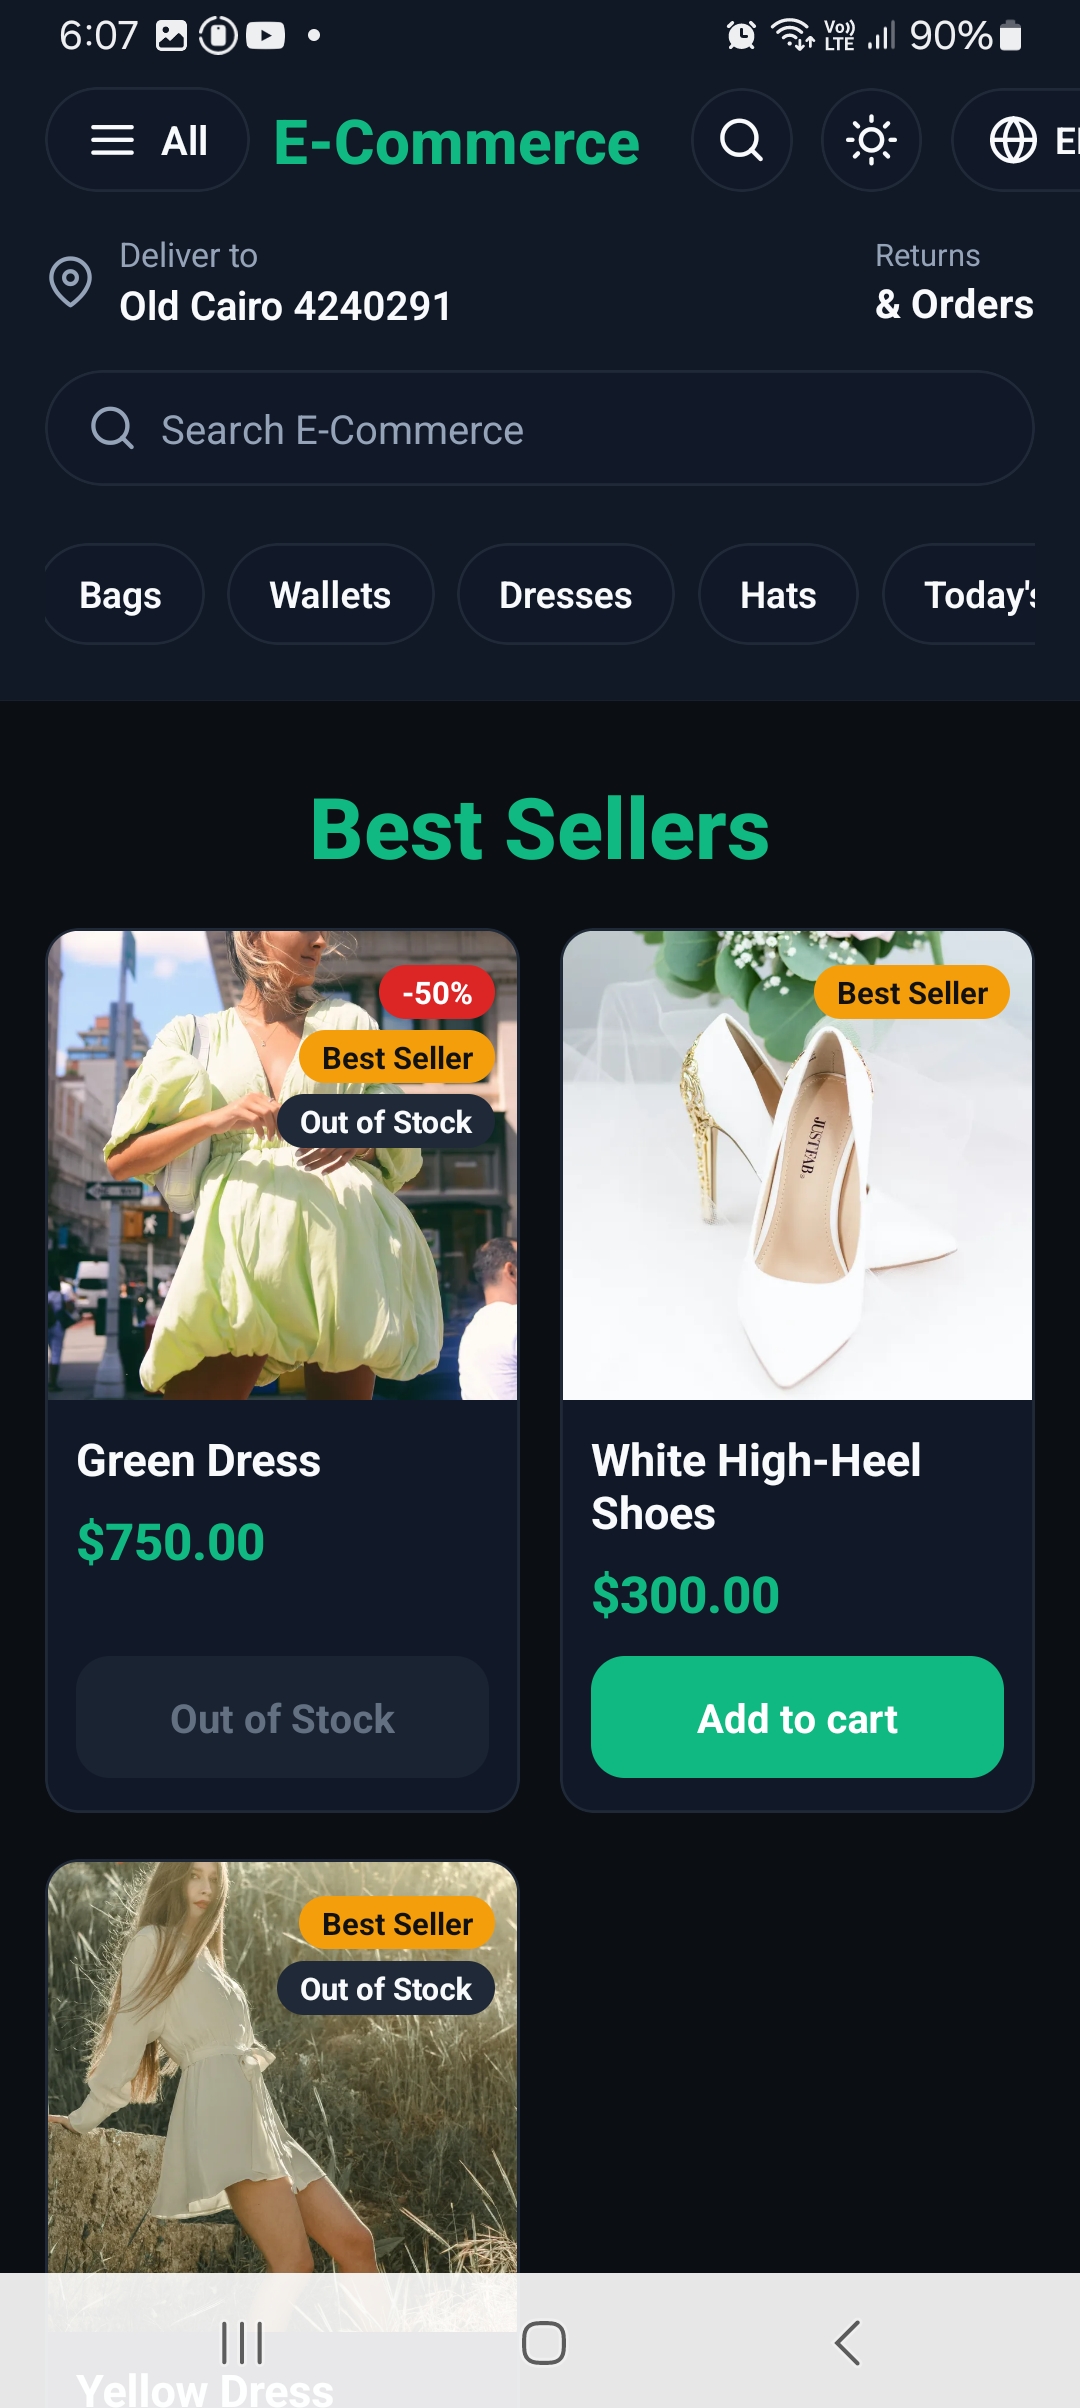 6:07
Vo))
LTE
90%
All
E-Commerce
Deliver to
Old Cairo 4240291
Returns
& Orders
Search E-Commerce
Bags
Wallets
Dresses
Hats
Today's
Best Sellers
-50%
Best Seller
Out of Stock
Best Seller
JUSTFAB
Green Dress
$750.00
Out of Stock
White High-Heel
Shoes
$300.00
Add to cart
Best Seller
Out of Stock
Yellow Dress